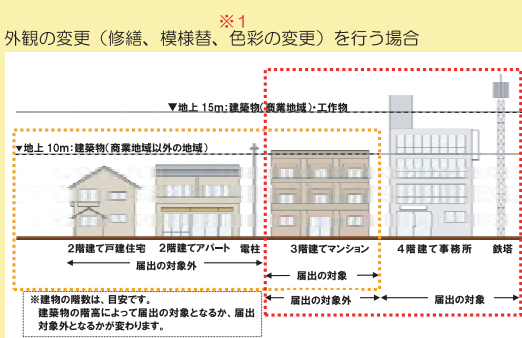 ※1
外観の変更（修繕、模様替、色彩の変更）を行う場合
▼地上 15m:建築物(商業地域)・工作物
▼地上 10m:建築物(商業地域以外の地域)
2階建て戸建住宅 2階建てアパート 電柱 3階建てマンション 4階建て事務所 鉄塔
届出の対象外 届出の対象
届出の対象外 届出の対象
※建物の階数は、目安です。
建築物の階高によって届出の対象となるか、届出
対象外となるかが変わります。